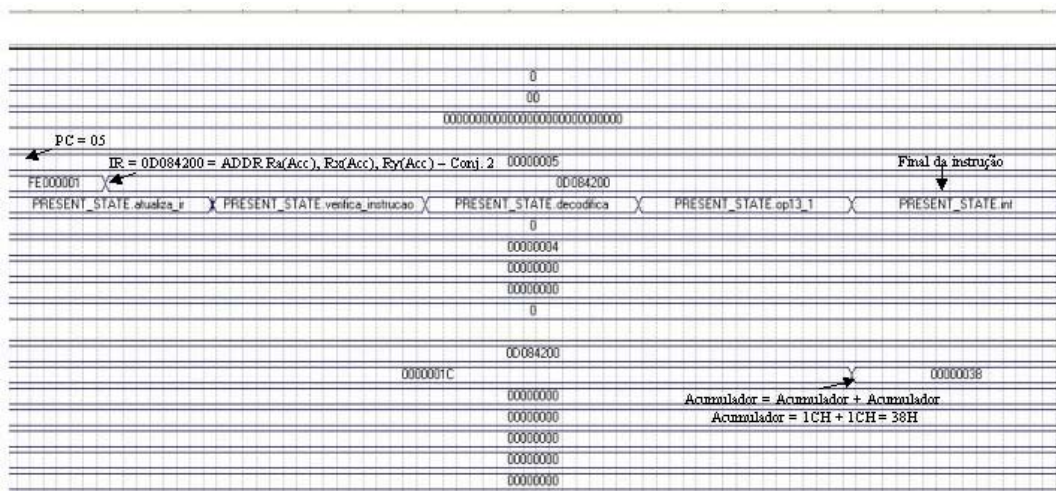 0
00
00000000000000000000000000000
PC = 05
IR = 0D084200 = ADDR Ra(Acc), Rx(Acc), Ry(Acc) – Conj. 2
00000005
Final da instrução
FE000001
0D084200
PRESENT_STATE.atualiza_ir
PRESENT_STATE.verifica_instrucao
PRESENT_STATE.decodifica
PRESENT_STATE.op13_1
PRESENT_STATE.int
0
00000004
00000000
00000000
0
0D084200
0000001C
00000038
00000000
Acumulador = Acumulador + Acumulador
00000000
Acumulador = 1CH + 1CH = 38H
00000000
00000000
00000000